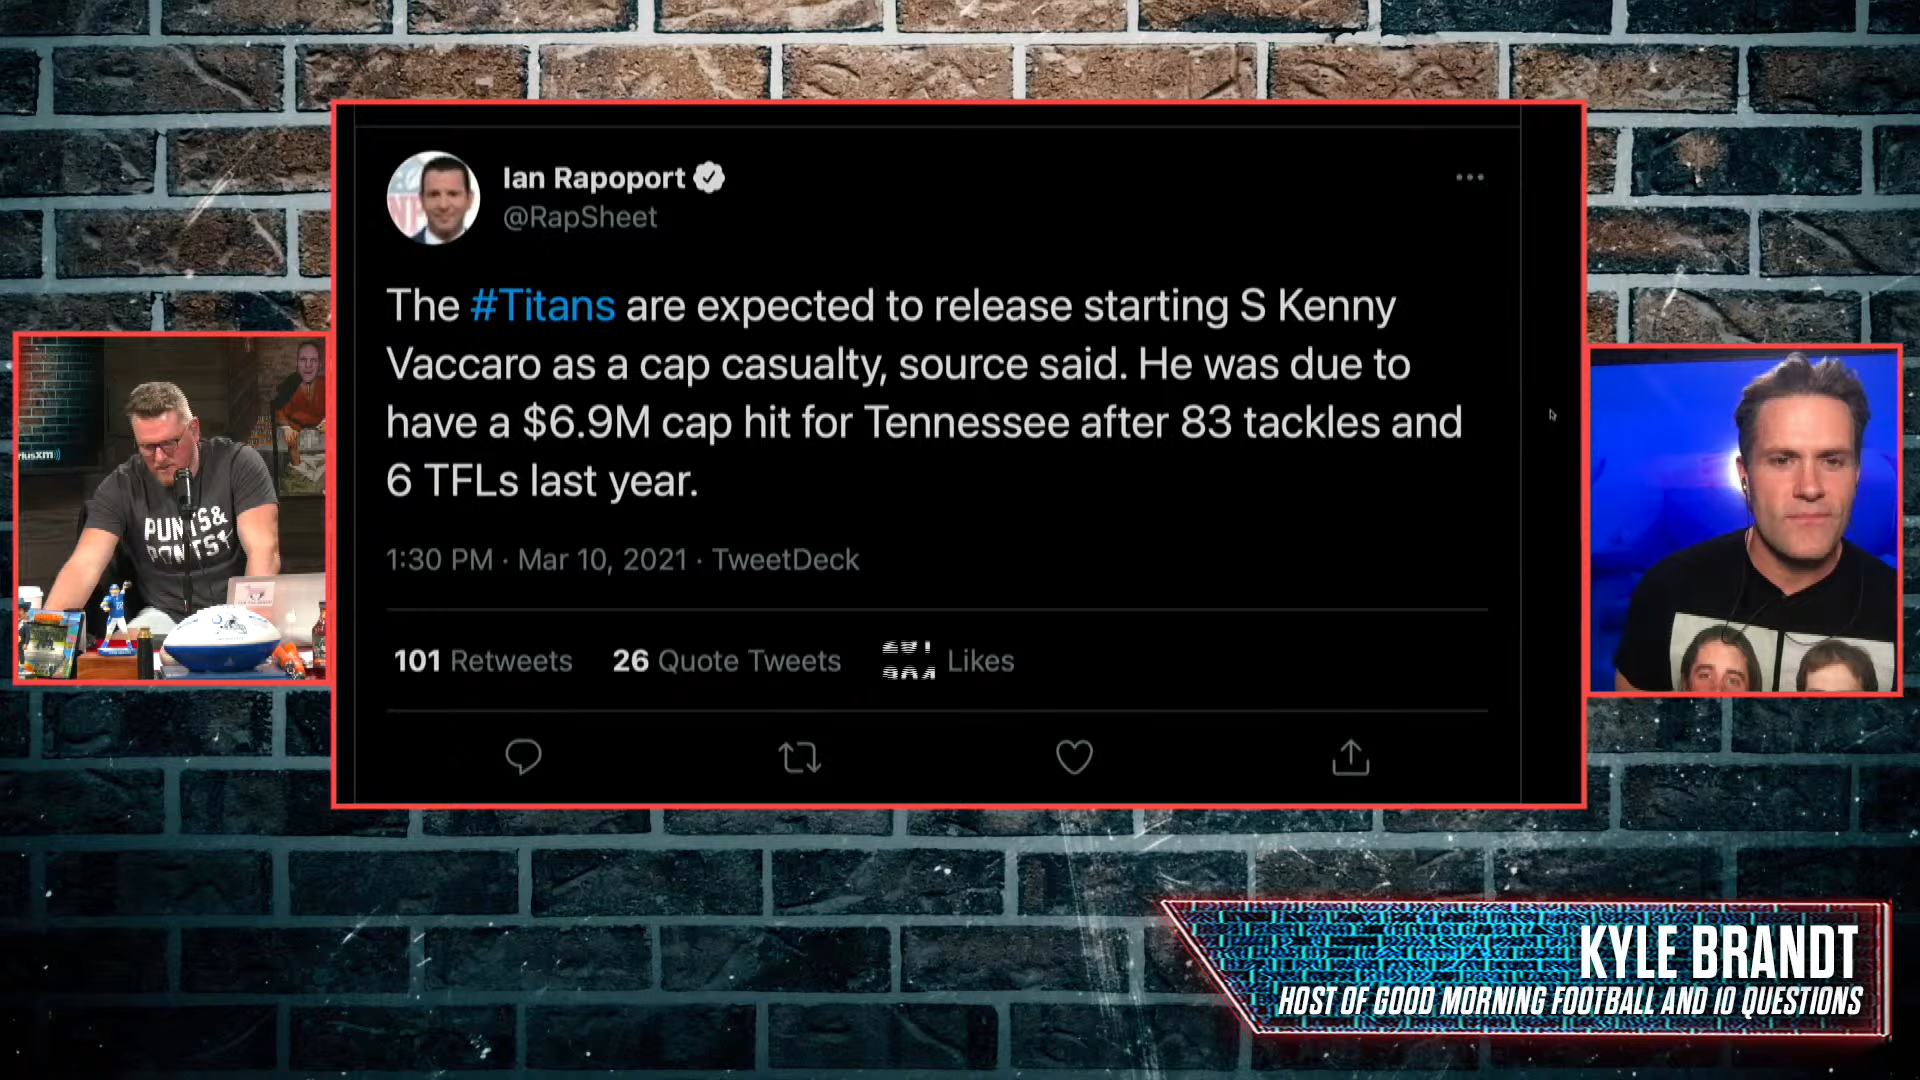 Ian Rapoport
@RapSheet
The #Titans are expected to release starting S Kenny
Vaccaro as a cap casualty, source said. He was due to
have a $6.9M cap hit for Tennessee after 83 tackles and
6 TFLs last year.
1:30 PM · Mar 10, 2021 · TweetDeck
101 Retweets 26 Quote Tweets Likes
riusxm
PUNTS&
PONTS?
KYLE BRANDT
HOST OF GOOD MORNING FOOTBALL AND 10 QUESTIONS